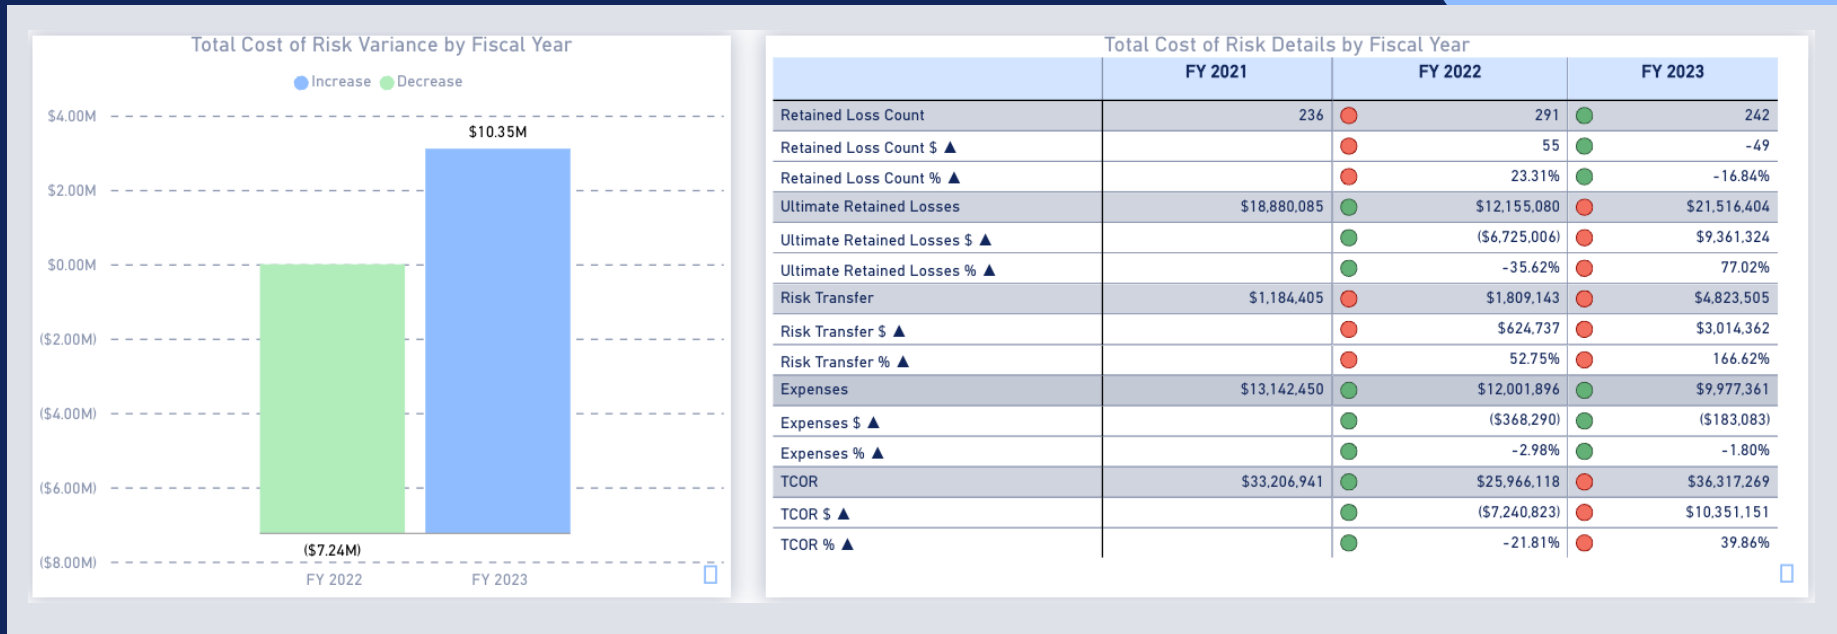 Total Cost of Risk Variance by Fiscal Year
Increase Decrease
$4.00M
$10.35M
$2.00M
$0.00M
($2.00M)
($4.00M)
($6.00M)
($7.24M)
($8.00M)
FY 2022 FY 2023
Total Cost of Risk Details by Fiscal Year
FY 2021 FY 2022 FY 2023
Retained Loss Count 236 291 242
Retained Loss Count $ ▲ 55 -49
Retained Loss Count % ▲ 23.31% -16.84%
Ultimate Retained Losses $18,880,085 $12,155,080 $21,516,404
Ultimate Retained Losses $ ▲ ($6,725,006) $9,361,324
Ultimate Retained Losses % ▲ -35.62% 77.02%
Risk Transfer $1,184,405 $1,809,143 $4,823,505
Risk Transfer $ ▲ $624,737 $3,014,362
Risk Transfer % ▲ 52.75% 166.62%
Expenses $13,142,450 $12,001,896 $9,977,361
Expenses $ ▲ ($368,290) ($183,083)
Expenses % ▲ -2.98% -1.80%
TCOR $33,206,941 $25,966,118 $36,317,269
TCOR $ ▲ ($7,240,823) $10,351,151
TCOR % ▲ -21.81% 39.86%